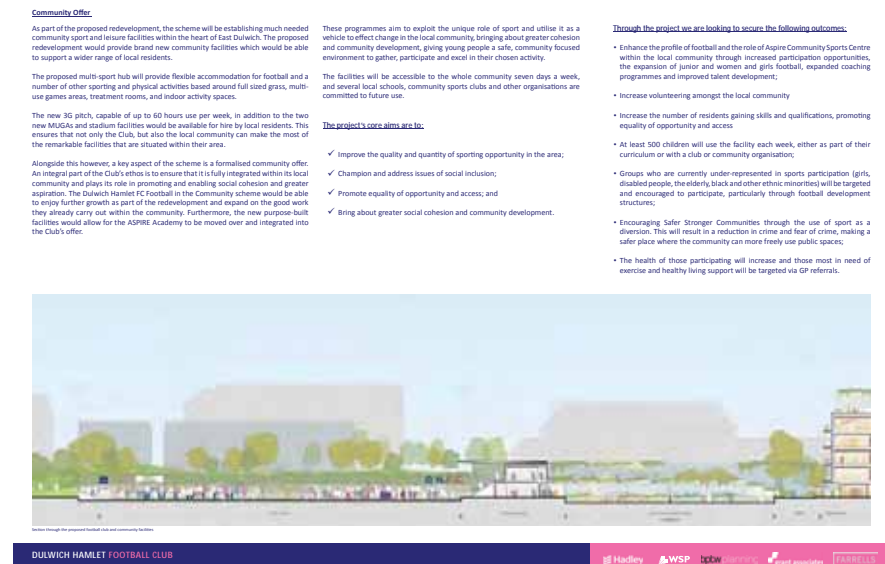 Community Offer
As part of the proposed redevelopment, the scheme will be establishing much needed
community sport and leisure facilities within the heart of East Dulwich. The proposed
redevelopment would provide brand new community facilities which would be able
to support a wider range of local residents.
The proposed multi-sport hub will provide flexible accommodation for football and a
number of other sporting and physical activities based around full sized grass, multi-
use games areas, treatment rooms, and indoor activity spaces.
The new 3G pitch, capable of up to 60 hours use per week, in addition to the two
new MUGAs and stadium facilities would be available for hire by local residents. This
ensures that not only the Club, but also the local community can make the most of
the remarkable facilities that are situated within their area.
Alongside this however, a key aspect of the scheme is a formalised community offer.
An integral part of the Club's ethos is to ensure that it is fully integrated within its local
community and plays its role in promoting and enabling social cohesion and greater
aspiration. The Dulwich Hamlet FC Football in the Community scheme would be able
to enjoy further growth as part of the redevelopment and expand on the good work
they already carry out within the community. Furthermore, the new purpose-built
facilities would allow for the ASPIRE Academy to be moved over and integrated into
the Club's offer.
These programmes aim to exploit the unique role of sport and utilise it as a
vehicle to effect change in the local community, bringing about greater cohesion
and community development, giving young people a safe, community focused
environment to gather, participate and excel in their chosen activity.
The facilities will be accessible to the whole community seven days a week,
and several local schools, community sports clubs and other organisations are
committed to future use.
The project's core aims are to:
✓ Improve the quality and quantity of sporting opportunity in the area;
✓ Champion and address issues of social inclusion;
✓ Promote equality of opportunity and access; and
✓ Bring about greater social cohesion and community development.
Through the project we are looking to secure the following outcomes:
• Enhance the profile of football and the role of Aspire Community Sports Centre
within the local community through increased participation opportunities,
the expansion of junior and women and girls football, expanded coaching
programmes and improved talent development;
• Increase volunteering amongst the local community
• Increase the number of residents gaining skills and qualifications, promoting
equality of opportunity and access
• At least 500 children will use the facility each week, either as part of their
curriculum or with a club or community organisation;
• Groups who are currently under-represented in sports participation (girls,
disabled people, the elderly, black and other ethnic minorities) will be targeted
and encouraged to participate, particularly through football development
structures;
• Encouraging Safer Stronger Communities through the use of sport as a
diversion. This will result in a reduction in crime and fear of crime, making a
safer place where the community can more freely use public spaces;
• The health of those participating will increase and those most in need of
exercise and healthy living support will be targeted via GP referrals.
Section through the proposed football club and community facilities
DULWICH HAMLET FOOTBALL CLUB
Hadley
WSP
bptw planning
grant associates
FARRELLS